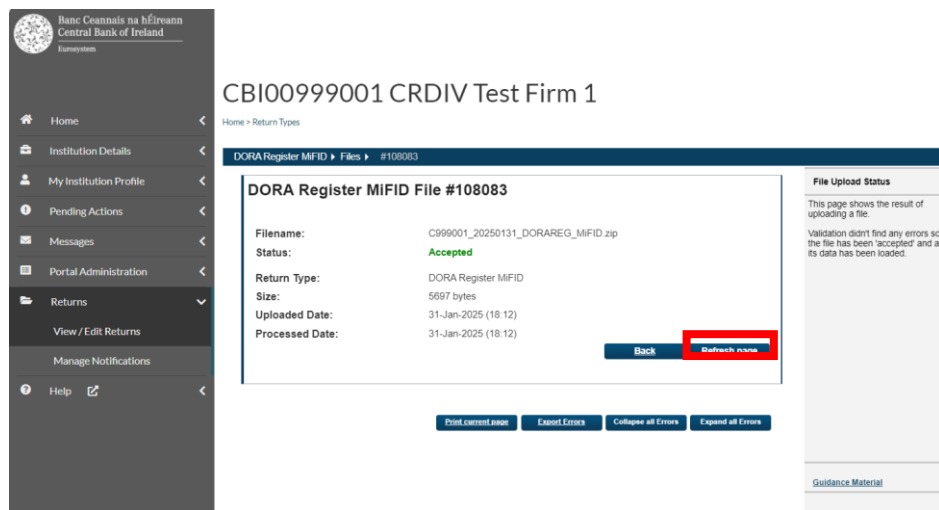 Banc Ceannais na hÉireann
Central Bank of Ireland
Eurosystem
Home
Institution Details
My Institution Profile
Pending Actions
Messages
Portal Administration
Returns
View / Edit Returns
Manage Notifications
Help
CBI00999001 CRDIV Test Firm 1
Home > Return Types
DORA Register MiFID Files #108083
DORA Register MiFID File #108083
Filename: C999001_20250131_DORAREG_MiFID.zip
Status: Accepted
Return Type: DORA Register MiFID
Size: 5697 bytes
Uploaded Date: 31-Jan-2025 (18:12)
Processed Date: 31-Jan-2025 (18:12)
Back Refresh page
Print current page Export Errors Collapse all Errors Expand all Errors
File Upload Status
This page shows the result of
uploading a file.
Validation didn't find any errors so
the file has been 'accepted' and a
its data has been loaded.
Guidance Material